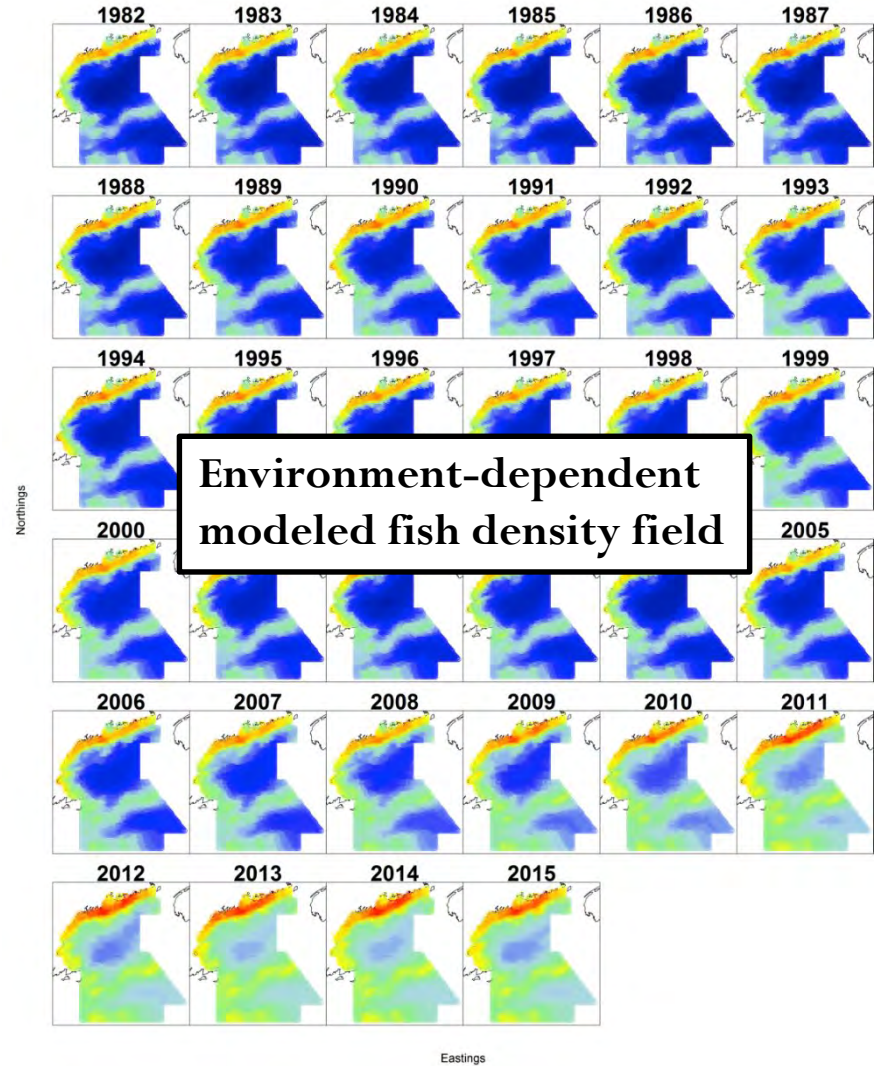 1982 1983 1984 1985 1986 1987
1988 1989 1990 1991 1992 1993
1994 1995 1996 1997 1998 1999
Environment-dependent
modeled fish density field
2000 2005
2006 2007 2008 2009 2010 2011
2012 2013 2014 2015
Northings
Eastings